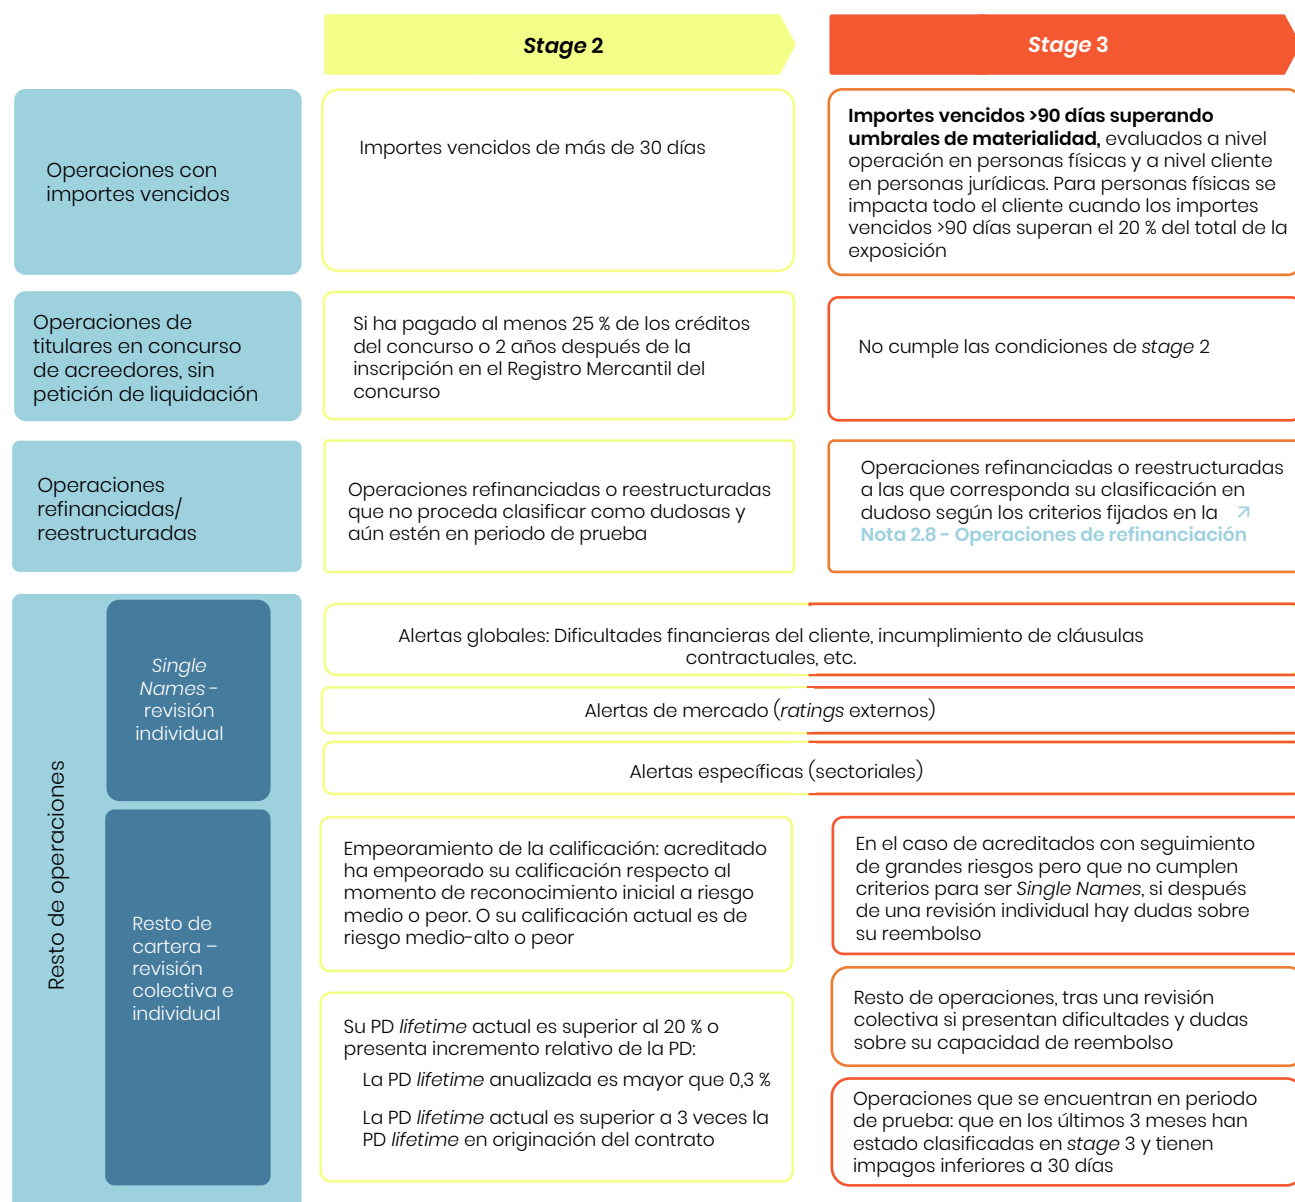 Stage 2
Stage 3
Operaciones con
importes vencidos
Importes vencidos de más de 30 días
Importes vencidos >90 días superando
umbrales de materialidad, evaluados a nivel
operación en personas físicas y a nivel cliente
en personas jurídicas. Para personas físicas se
impacta todo el cliente cuando los importes
vencidos >90 días superan el 20 % del total de la
exposición
Operaciones de
titulares en concurso
de acreedores, sin
petición de liquidación
Si ha pagado al menos 25 % de los créditos
del concurso o 2 años después de la
inscripción en el Registro Mercantil del
concurso
No cumple las condiciones de stage 2
Operaciones
refinanciadas/
reestructuradas
Operaciones refinanciadas o reestructuradas
que no proceda clasificar como dudosas y
aún estén en periodo de prueba
Operaciones refinanciadas o reestructuradas
a las que corresponda su clasificación en
dudoso según los criterios fijados en la ↗
Nota 2.8 - Operaciones de refinanciación
Resto de operaciones
Single
Names -
revisión
individual
Alertas globales: Dificultades financieras del cliente, incumplimiento de cláusulas
contractuales, etc.
Alertas de mercado (ratings externos)
Alertas específicas (sectoriales)
Resto de
cartera –
revisión
colectiva e
individual
Empeoramiento de la calificación: acreditado
ha empeorado su calificación respecto al
momento de reconocimiento inicial a riesgo
medio o peor. O su calificación actual es de
riesgo medio-alto o peor
Su PD lifetime actual es superior al 20 % o
presenta incremento relativo de la PD:
La PD lifetime anualizada es mayor que 0,3 %
La PD lifetime actual es superior a 3 veces la
PD lifetime en originación del contrato
En el caso de acreditados con seguimiento
de grandes riesgos pero que no cumplen
criterios para ser Single Names, si después
de una revisión individual hay dudas sobre
su reembolso
Resto de operaciones, tras una revisión
colectiva si presentan dificultades y dudas
sobre su capacidad de reembolso
Operaciones que se encuentran en periodo
de prueba: que en los últimos 3 meses han
estado clasificadas en stage 3 y tienen
impagos inferiores a 30 días